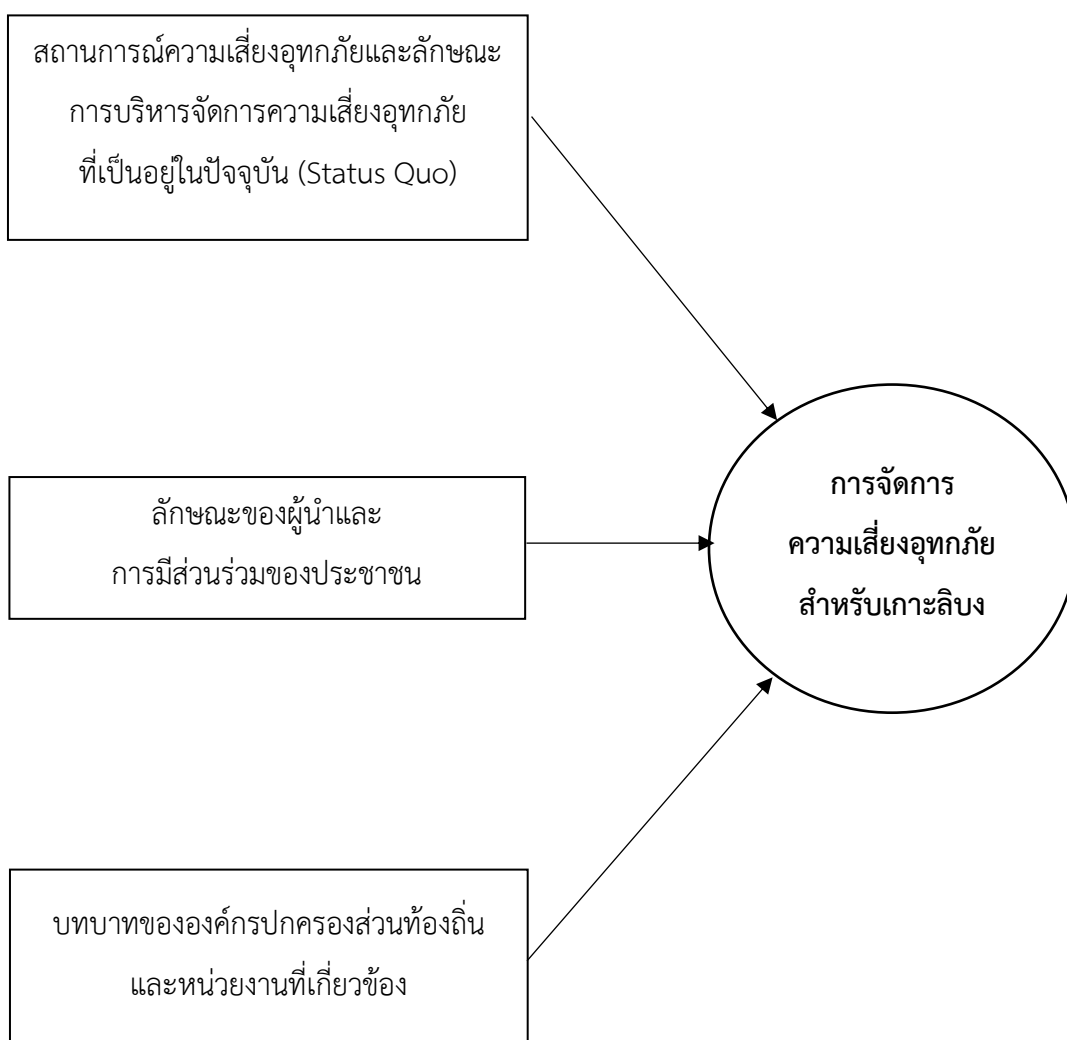 สถานการณ์ความเสี่ยงอุทกภัยและลักษณะ
การบริหารจัดการความเสี่ยงอุทกภัย
ที่เป็นอยู่ในปัจจุบัน (Status Quo)
ลักษณะของผู้นำและ
การมีส่วนร่วมของประชาชน
การจัดการ
ความเสี่ยงอุทกภัย
สำหรับเกาะลิบง
บทบาทขององค์กรปกครองส่วนท้องถิ่น
และหน่วยงานที่เกี่ยวข้อง